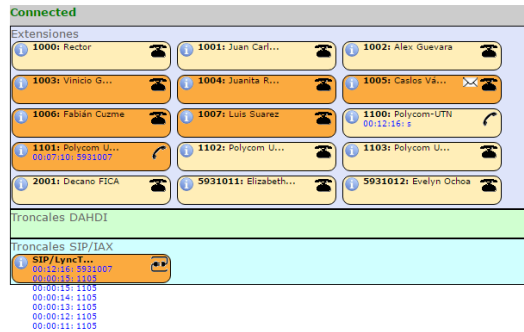 Connected
Extensiones
1000: Rector
1001: Juan Carl...
1002: Alex Guevara
1003: Vinicio G...
1004: Juanita R...
1005: Caslos Vá...
1006: Fabián Cuzme
1007: Luis Suarez
1100: Polycom-UTN
00:12:16: s
1101: Polycom U...
00:07:10: 5931007
1102: Polycom U...
1103: Polycom U...
2001: Decano FICA
5931011: Elizabeth...
5931012: Evelyn Ochoa
Troncales DAHDI
Troncales SIP/IAX
SIP/LyncT...
00:12:16: 5931007
00:00:15: 1105
00:00:15: 1105
00:00:14: 1105
00:00:13: 1105
00:00:12: 1105
00:00:11: 1105